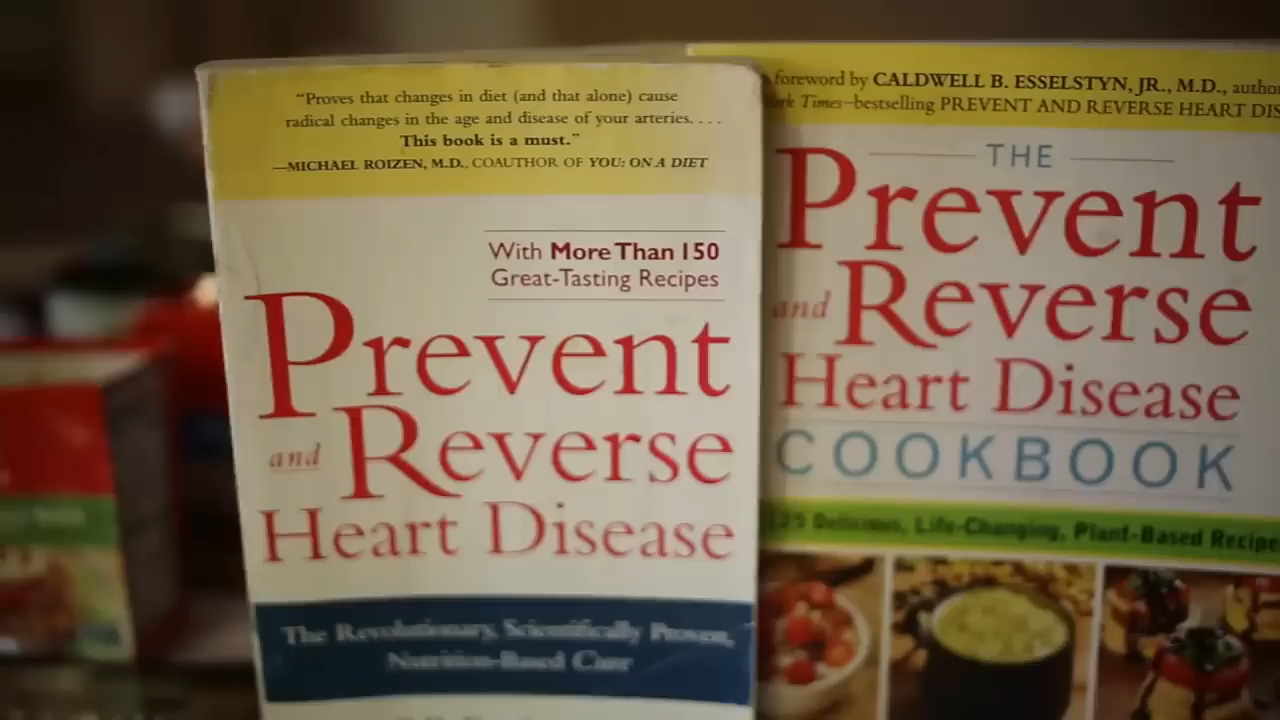 "Proves that changes in diet (and that alone) cause
radical changes in the age and disease of your arteries. . . .
This book is a must."
—MICHAEL ROIZEN, M.D., COAUTHOR OF YOU: ON A DIET
With More Than 150
Great-Tasting Recipes
Prevent
and Reverse
Heart Disease
The Revolutionary, Scientifically Proven,
Nutrition-Based Cure
foreword by CALDWELL B. ESSELSTYN, JR., M.D., autho
Times-bestselling PREVENT AND REVERSE HEART DIS
THE
Prevent
and Reverse
Heart Disease
COOKBOOK
125 Delicious, Life-Changing, Plant-Based Recipe